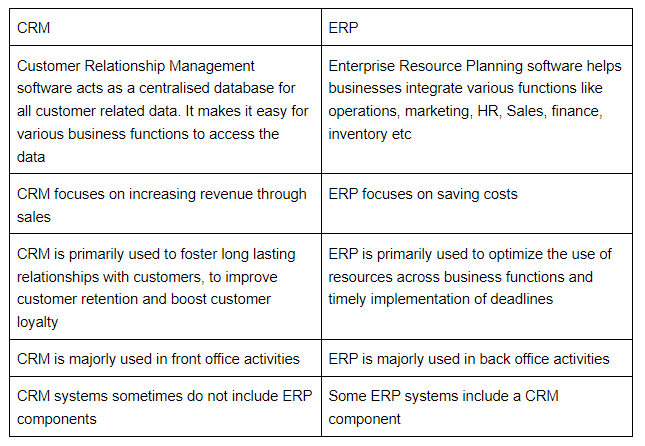 CRM
ERP
Customer Relationship Management
software acts as a centralised database for
all customer related data. It makes it easy for
various business functions to access the
data
Enterprise Resource Planning software helps
businesses integrate various functions like
operations, marketing, HR, Sales, finance,
inventory etc
CRM focuses on increasing revenue through
sales
ERP focuses on saving costs
CRM is primarily used to foster long lasting
relationships with customers, to improve
customer retention and boost customer
loyalty
ERP is primarily used to optimize the use of
resources across business functions and
timely implementation of deadlines
CRM is majorly used in front office activities
ERP is majorly used in back office activities
CRM systems sometimes do not include ERP
components
Some ERP systems include a CRM
component